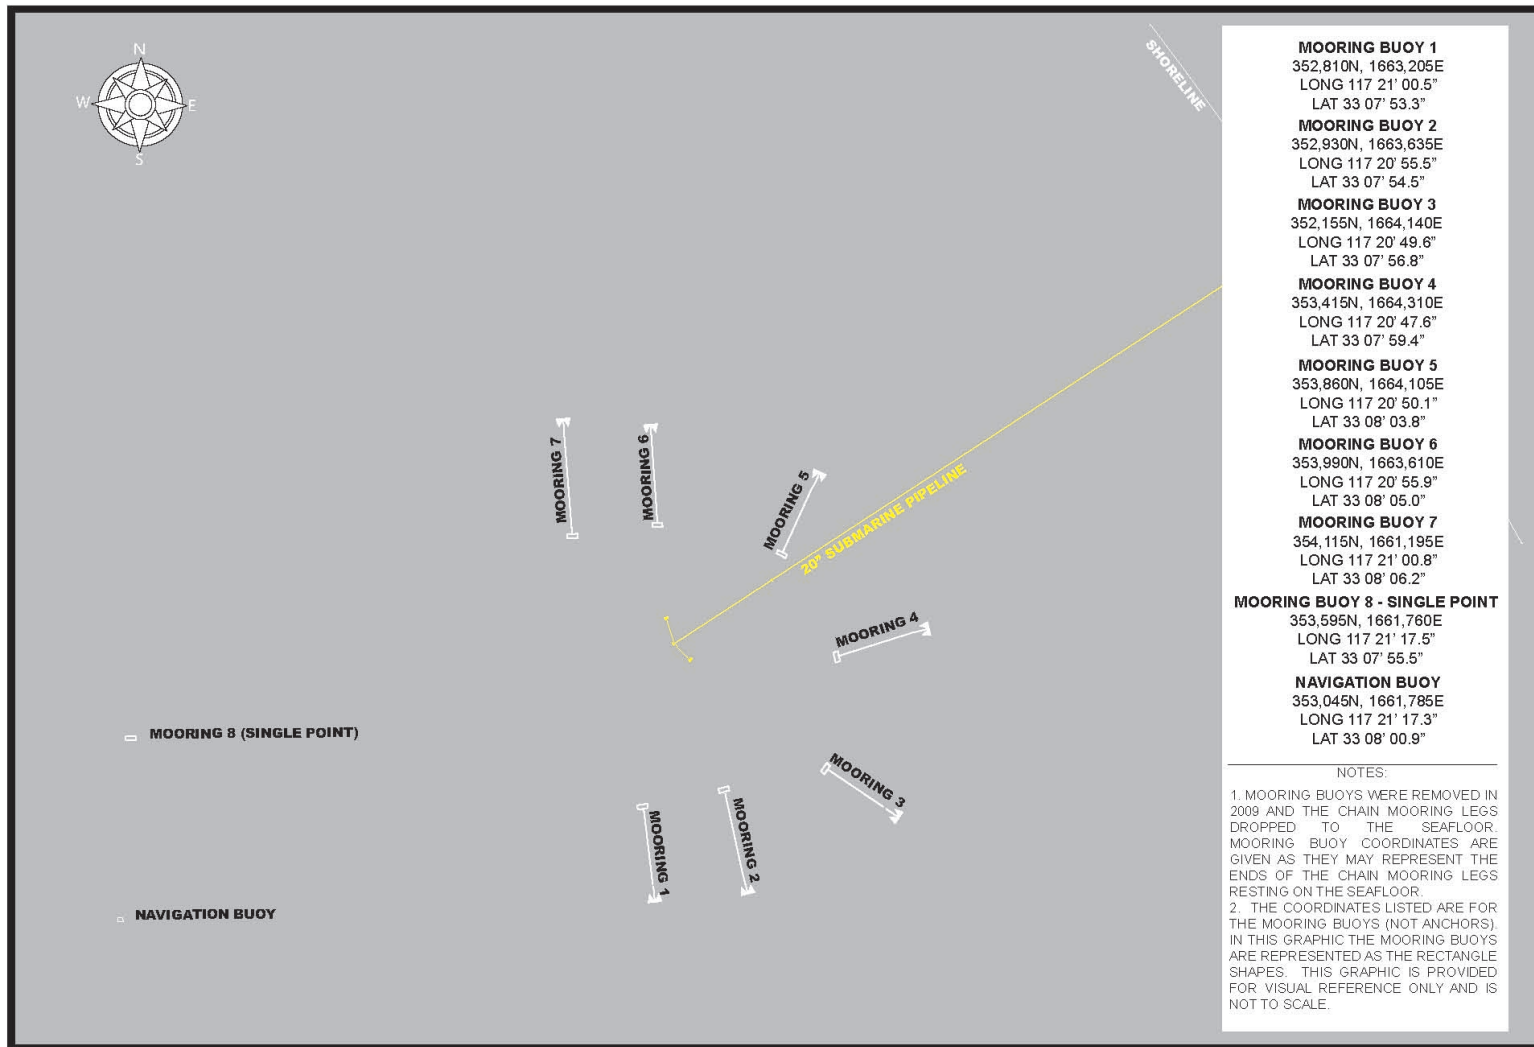 N
W
E
S
SHORELINE
MOORING 7
MOORING 6
MOORING 5
20" SUBMARINE PIPELINE
MOORING 4
MOORING 3
MOORING 2
MOORING 1
MOORING 8 (SINGLE POINT)
NAVIGATION BUOY
MOORING BUOY 1
352,810N, 1663,205E
LONG 117 21' 00.5”
LAT 33 07' 53.3”
MOORING BUOY 2
352,930N, 1663,635E
LONG 117 20' 55.5”
LAT 33 07' 54.5”
MOORING BUOY 3
352,155N, 1664,140E
LONG 117 20' 49.6”
LAT 33 07' 56.8”
MOORING BUOY 4
353,415N, 1664,310E
LONG 117 20' 47.6”
LAT 33 07' 59.4”
MOORING BUOY 5
353,860N, 1664,105E
LONG 117 20' 50.1”
LAT 33 08' 03.8”
MOORING BUOY 6
353,990N, 1663,610E
LONG 117 20' 55.9”
LAT 33 08' 05.0”
MOORING BUOY 7
354,115N, 1661,195E
LONG 117 21' 00.8”
LAT 33 08' 06.2”
MOORING BUOY 8 - SINGLE POINT
353,595N, 1661,760E
LONG 117 21' 17.5”
LAT 33 07' 55.5”
NAVIGATION BUOY
353,045N, 1661,785E
LONG 117 21' 17.3”
LAT 33 08' 00.9”
NOTES:
1. MOORING BUOYS WERE REMOVED IN
2009 AND THE CHAIN MOORING LEGS
DROPPED TO THE SEAFLOOR.
MOORING BUOY COORDINATES ARE
GIVEN AS THEY MAY REPRESENT THE
ENDS OF THE CHAIN MOORING LEGS
RESTING ON THE SEAFLOOR.
2. THE COORDINATES LISTED ARE FOR
THE MOORING BUOYS (NOT ANCHORS).
IN THIS GRAPHIC THE MOORING BUOYS
ARE REPRESENTED AS THE RECTANGLE
SHAPES. THIS GRAPHIC IS PROVIDED
FOR VISUAL REFERENCE ONLY AND IS
NOT TO SCALE.